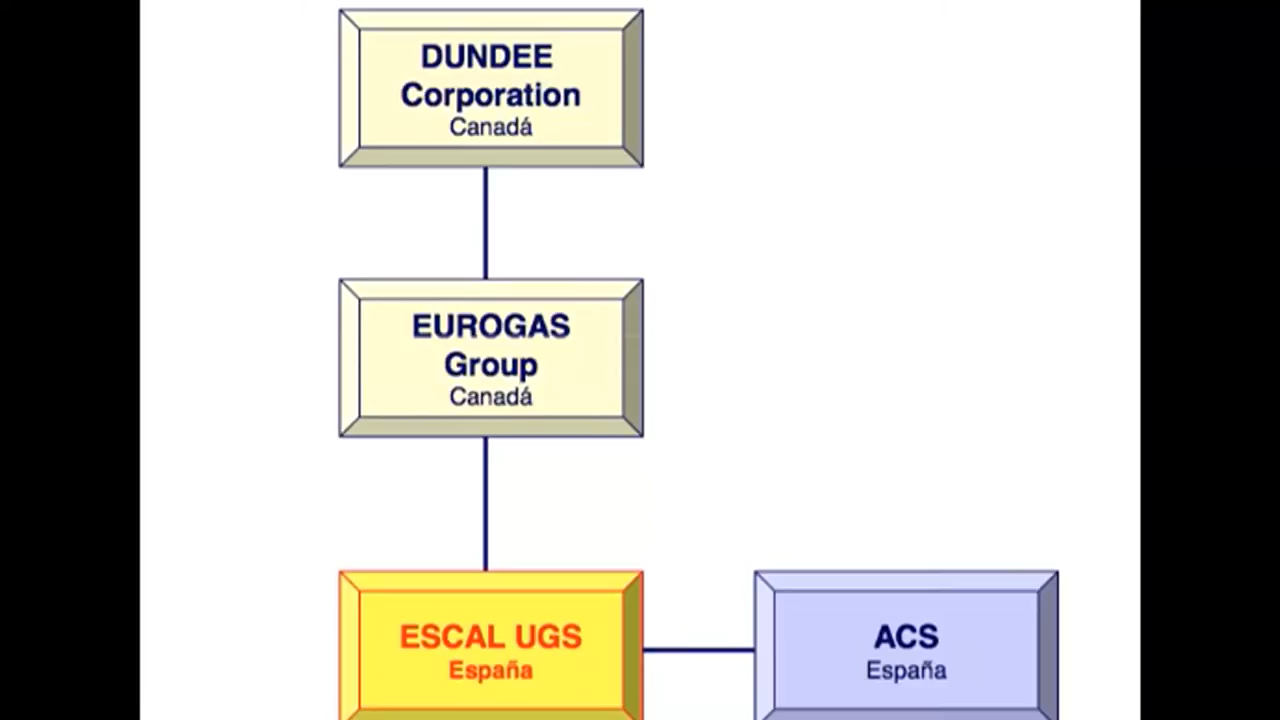 DUNDEE
Corporation
Canadá
EUROGAS
Group
Canadá
ESCAL UGS
España
ACS
España